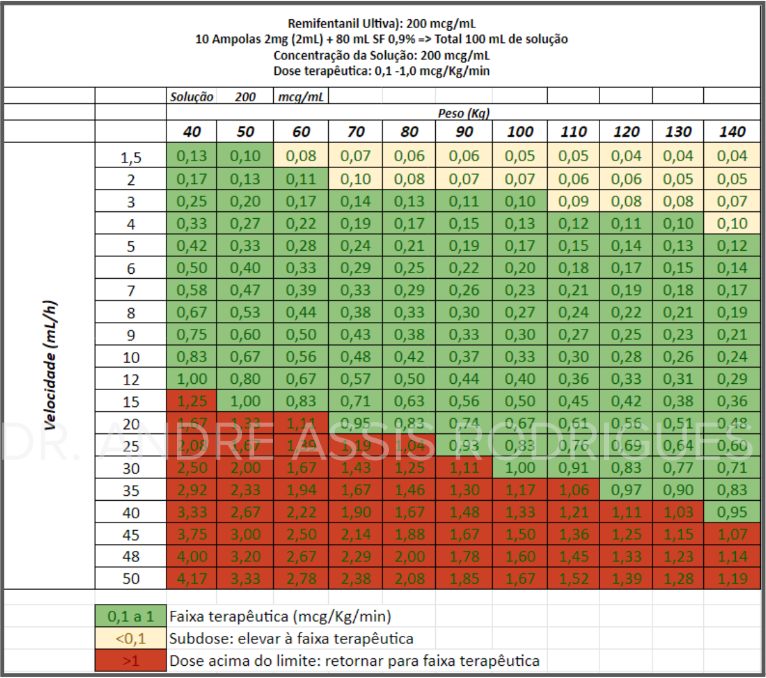 Remifentanil Ultiva): 200 mcg/mL
10 Ampolas 2mg (2mL) + 80 mL SF 0,9% => Total 100 mL de solução
Concentração da Solução: 200 mcg/mL
Dose terapêutica: 0,1 -1,0 mcg/Kg/min
Solução 200 mcg/mL
Peso (Kg)
40 50 60 70 80 90 100 110 120 130 140
Velocidade (mL/h)
1,5 0,13 0,10 0,08 0,07 0,06 0,06 0,05 0,05 0,04 0,04 0,04
2 0,17 0,13 0,11 0,10 0,08 0,07 0,07 0,06 0,06 0,05 0,05
3 0,25 0,20 0,17 0,14 0,13 0,11 0,10 0,09 0,08 0,08 0,07
4 0,33 0,27 0,22 0,19 0,17 0,15 0,13 0,12 0,11 0,10 0,10
5 0,42 0,33 0,28 0,24 0,21 0,19 0,17 0,15 0,14 0,13 0,12
6 0,50 0,40 0,33 0,29 0,25 0,22 0,20 0,18 0,17 0,15 0,14
7 0,58 0,47 0,39 0,33 0,29 0,26 0,23 0,21 0,19 0,18 0,17
8 0,67 0,53 0,44 0,38 0,33 0,30 0,27 0,24 0,22 0,21 0,19
9 0,75 0,60 0,50 0,43 0,38 0,33 0,30 0,27 0,25 0,23 0,21
10 0,83 0,67 0,56 0,48 0,42 0,37 0,33 0,30 0,28 0,26 0,24
12 1,00 0,80 0,67 0,57 0,50 0,44 0,40 0,36 0,33 0,31 0,29
15 1,25 1,00 0,83 0,71 0,63 0,56 0,50 0,45 0,42 0,38 0,36
20 1,67 1,33 1,11 0,95 0,83 0,74 0,67 0,61 0,56 0,51 0,48
DR. ANDRE ASSIS RODRIGUES
25 2,08 1,67 1,39 1,19 1,04 0,93 0,83 0,76 0,69 0,64 0,60
30 2,50 2,00 1,67 1,43 1,25 1,11 1,00 0,91 0,83 0,77 0,71
35 2,92 2,33 1,94 1,67 1,46 1,30 1,17 1,06 0,97 0,90 0,83
40 3,33 2,67 2,22 1,90 1,67 1,48 1,33 1,21 1,11 1,03 0,95
45 3,75 3,00 2,50 2,14 1,88 1,67 1,50 1,36 1,25 1,15 1,07
48 4,00 3,20 2,67 2,29 2,00 1,78 1,60 1,45 1,33 1,23 1,14
50 4,17 3,33 2,78 2,38 2,08 1,85 1,67 1,52 1,39 1,28 1,19
0,1 a 1 Faixa terapêutica (mcg/Kg/min)
<0,1 Subdose: elevar à faixa terapêutica
>1 Dose acima do limite: retornar para faixa terapêutica